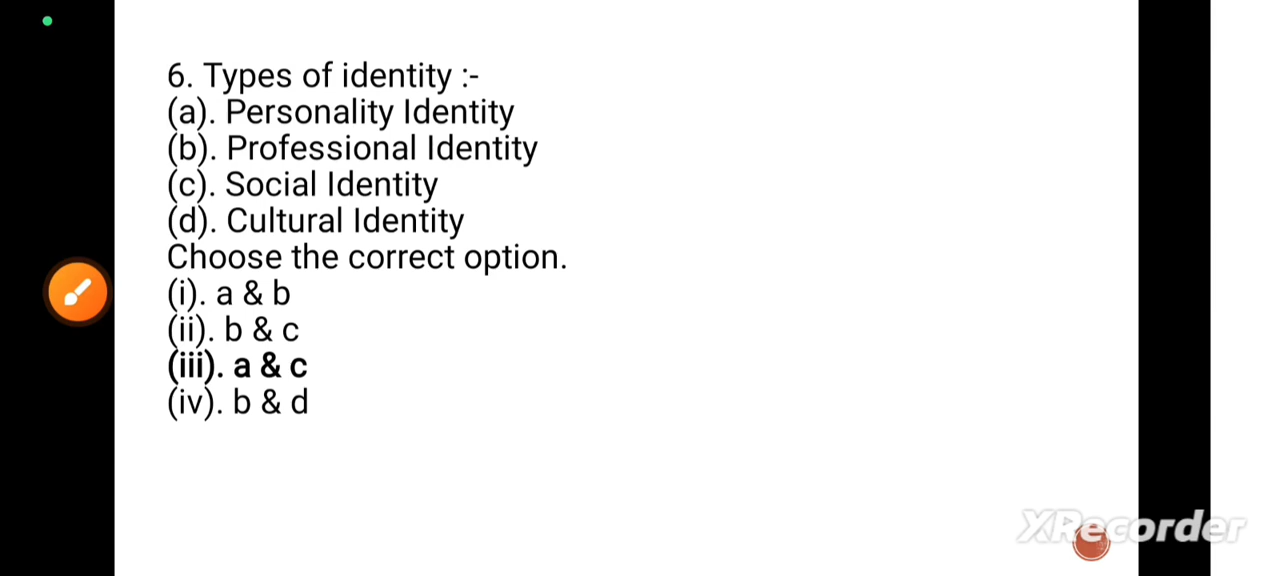 6. Types of identity :-
(a). Personality Identity
(b). Professional Identity
(c). Social Identity
(d). Cultural Identity
Choose the correct option.
(i). a & b
(ii). b & c
(iii). a & c
(iv). b & d
XRecorder